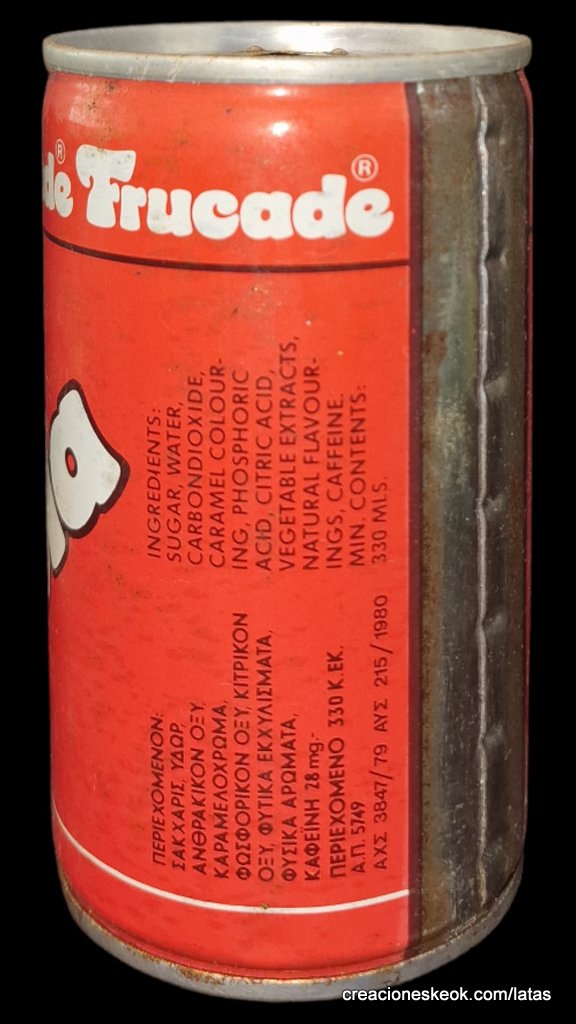 de® Frucade®
INGREDIENTS:
SUGAR, WATER,
CARBONDIOXIDE,
CARAMEL COLOUR-
ING, PHOSPHORIC
ACID, CITRIC ACID,
VEGETABLE EXTRACTS,
NATURAL FLAVOUR-
INGS, CAFFEINE.
MIN. CONTENTS:
330 MLS.
ΠΕΡΙΕΧΟΜΕΝΟΝ:
ΣΑΚΧΑΡΙΣ, ΥΔΩΡ,
ΑΝΘΡΑΚΙΚΟΝ ΟΞΥ,
ΚΑΡΑΜΕΛΟΧΡΩΜΑ,
ΦΩΣΦΟΡΙΚΟΝ ΟΞΥ, ΚΙΤΡΙΚΟΝ
ΟΞΥ, ΦΥΤΙΚΑ ΕΚΧΥΛΙΣΜΑΤΑ,
ΦΥΣΙΚΑ ΑΡΩΜΑΤΑ,
ΚΑΦΕΪΝΗ 28 mg.-
ΠΕΡΙΕΧΟΜΕΝΟ 330 Κ.ΕΚ.
Α.Π. 5749
ΑΧΣ 3847/79 ΑΥΣ 215/1980
creacioneskeok.com/latas